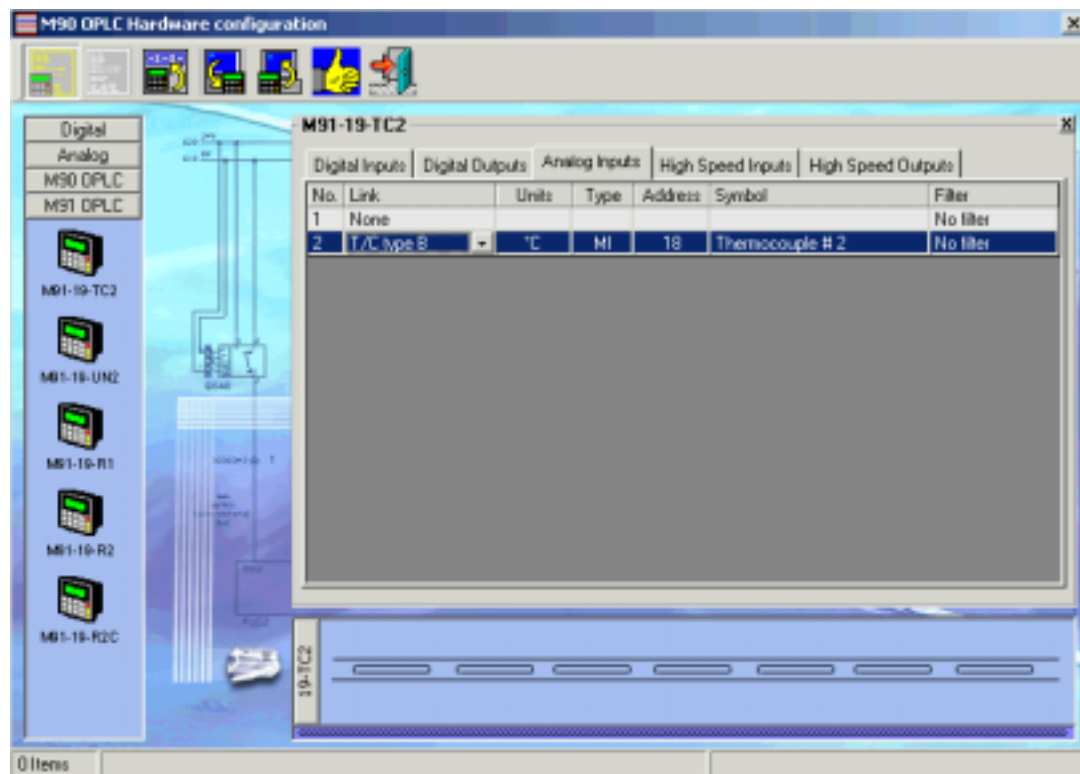 M90 OPLC Hardware configuration
Digital
Analog
M90 OPLC
M91 OPLC
M91-19-TC2
M91-19-UN2
M91-19-R1
M91-19-R2
M91-19-R2C
M91-19-TC2
Digital Inputs Digital Outputs Analog Inputs High Speed Inputs High Speed Outputs
No. Link Units Type Address Symbol Filter
1 None No filter
2 T/C type B °C MI 18 Thermocouple # 2 No filter
19-TC2
0 Items